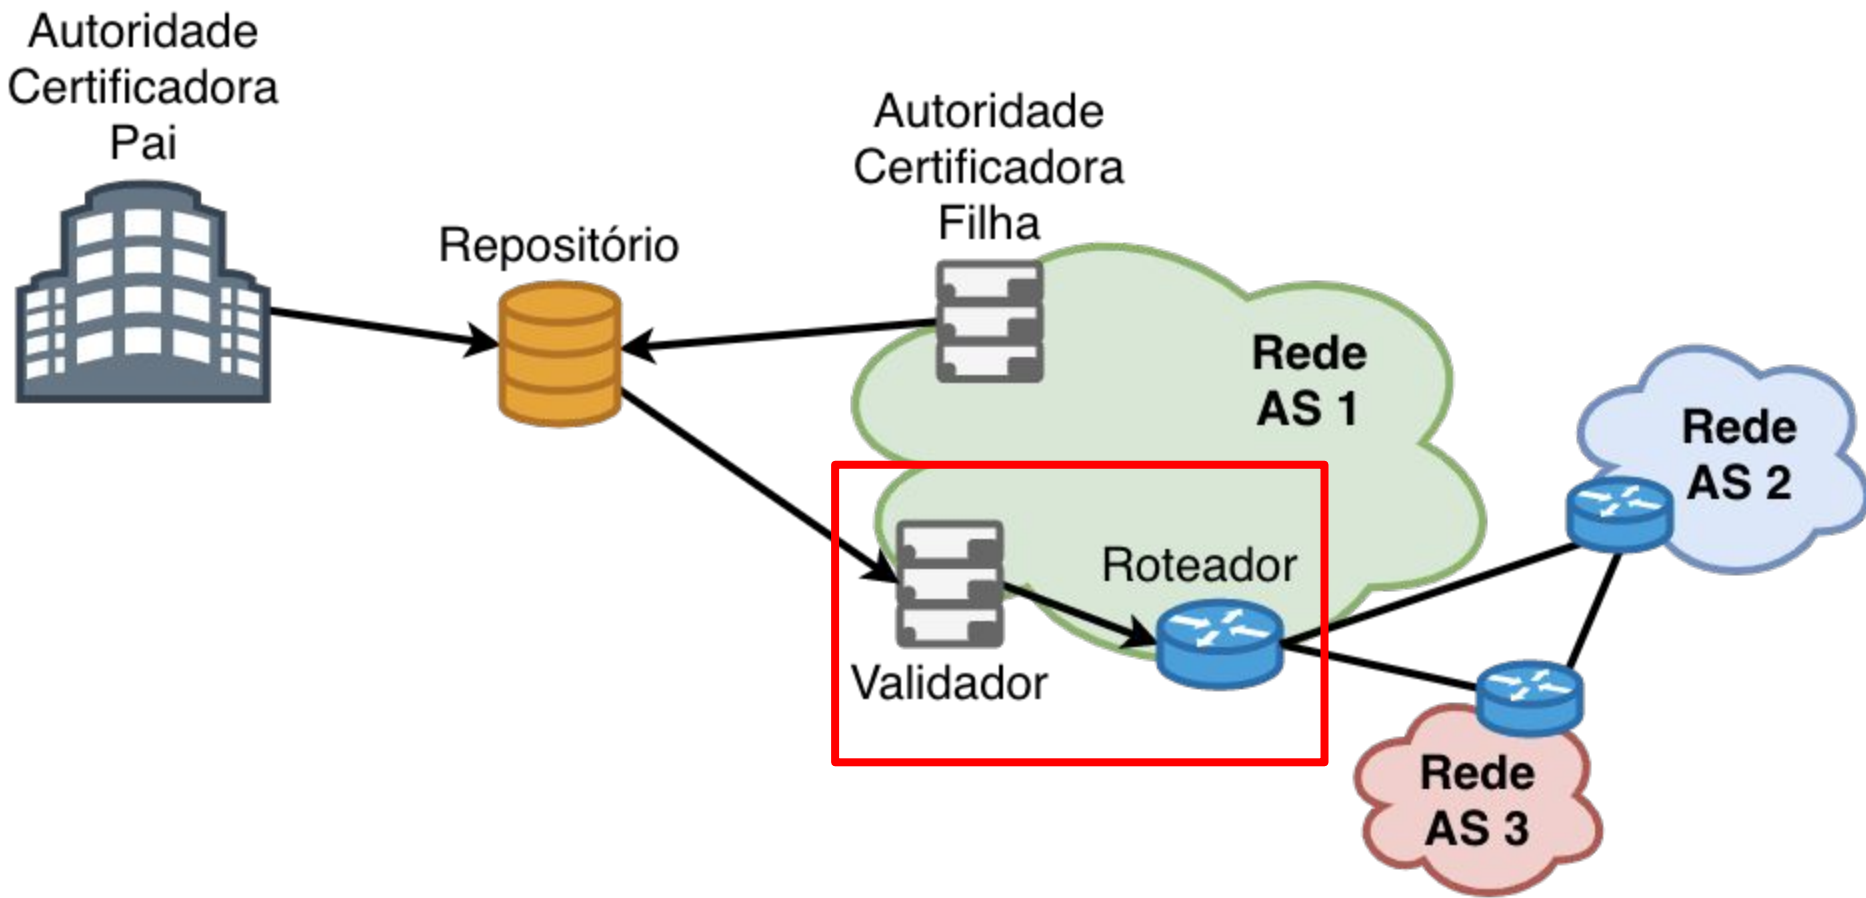 Autoridade
Certificadora
Pai
Repositório
Autoridade
Certificadora
Filha
Rede
AS 1
Rede
AS 2
Roteador
Validador
Rede
AS 3